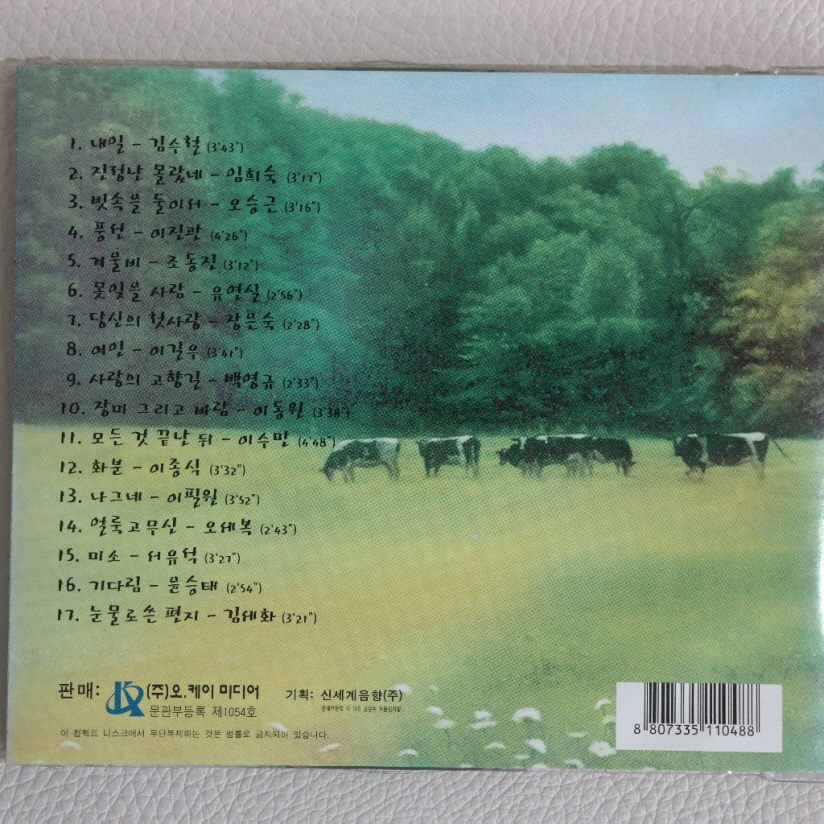 1. 내일 - 김수철 (3'43")
2. 진정난 몰랐네 - 임희숙 (3'17")
3. 빗속을 둘이서 - 오승근 (3'16")
4. 풍선 - 이진관 (4'26")
5. 겨울비 - 조동진 (3'12")
6. 못잊을 사람 - 유연실 (2'56")
7. 당신의 첫사랑 - 장은숙 (2'28")
8. 여인 - 이길우 (3'41")
9. 사랑의 고향길 - 백영규 (2'33")
10. 장미 그리고 바람 - 이동원 (3'38")
11. 모든 것 끝난 뒤 - 이수만 (4'48")
12. 화분 - 이종식 (3'32")
13. 나그네 - 이필원 (3'52")
14. 얼룩고무신 - 오세복 (2'43")
15. 미소 - 서유석 (3'27")
16. 기다림 - 윤승태 (2'54")
17. 눈물로쓴 편지 - 김세화 (3'21")
판매: (주)오.케이 미디어 기획: 신세계음향(주)
문관부등록 제1054호
이 컴팩트 디스크에서 무단복제하는 것은 법률로 금지되어 있습니다.
8 807335 110488